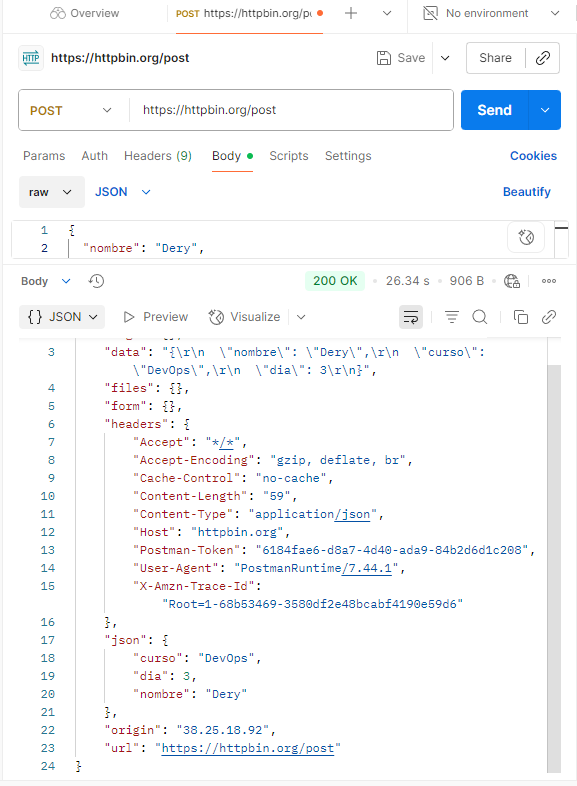 Overview
POST https://httpbin.org/p
No environment
HTTP https://httpbin.org/post
Save
Share
POST
https://httpbin.org/post
Send
Params Auth Headers (9) Body Scripts Settings Cookies
raw JSON Beautify
1 {
2 "nombre": "Dery",
Body 200 OK 26.34 s 906 B
{} JSON Preview Visualize
3 "data": "{\r\n  \"nombre\": \"Dery\",\r\n  \"curso\":
\"DevOps\",\r\n  \"dia\": 3\r\n}",
4 "files": {},
5 "form": {},
6 "headers": {
7 "Accept": "*/*",
8 "Accept-Encoding": "gzip, deflate, br",
9 "Cache-Control": "no-cache",
10 "Content-Length": "59",
11 "Content-Type": "application/json",
12 "Host": "httpbin.org",
13 "Postman-Token": "6184fae6-d8a7-4d40-ada9-84b2d6d1c208",
14 "User-Agent": "PostmanRuntime/7.44.1",
15 "X-Amzn-Trace-Id":
"Root=1-68b53469-3580df2e48bcabf4190e59d6"
16 },
17 "json": {
18 "curso": "DevOps",
19 "dia": 3,
20 "nombre": "Dery"
21 },
22 "origin": "38.25.18.92",
23 "url": "https://httpbin.org/post"
24 }